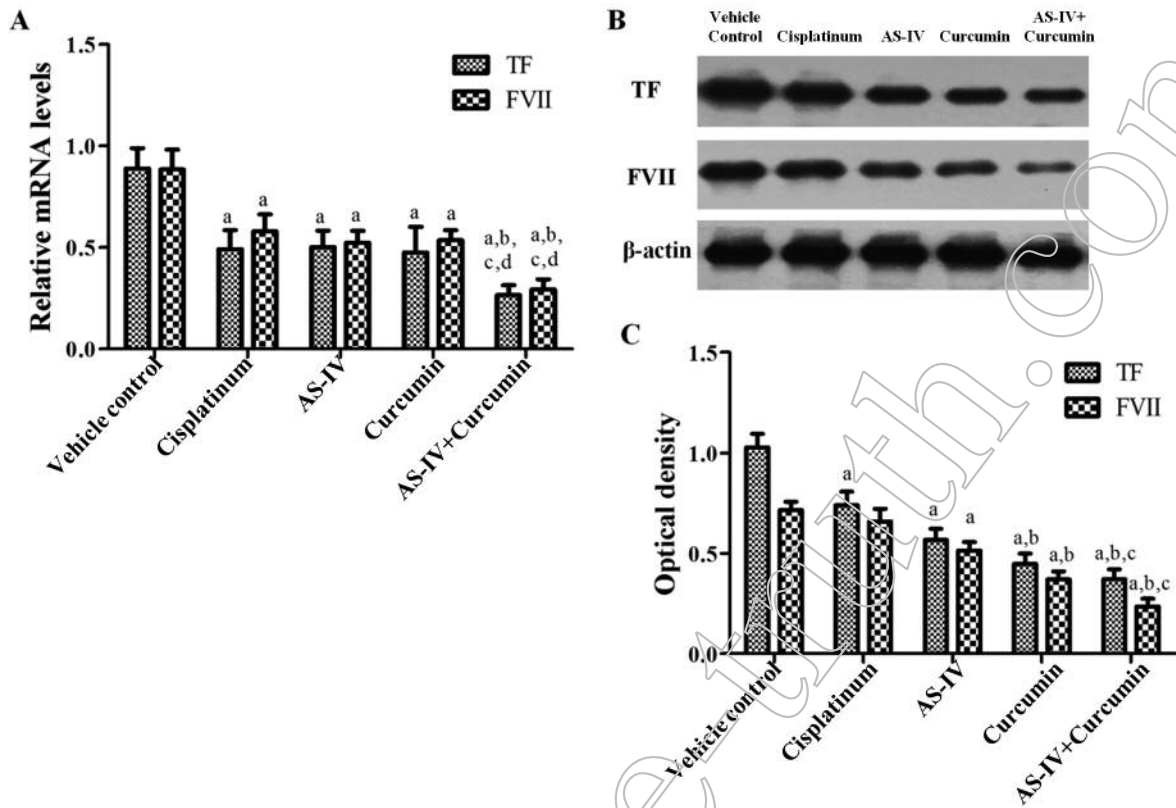 A
1.5
TF
FVII
1.0
Relative mRNA levels
a
a
a
a
a
a
a,b,
c,d
a,b,
c,d
0.5
0.0
Vehicle control
Cisplatinum
AS-IV
Curcumin
AS-IV+Curcumin
B
Vehicle
Control
Cisplatinum
AS-IV
Curcumin
AS-IV+
Curcumin
TF
FVII
β-actin
C
1.5
TF
FVII
1.0
Optical density
a
a
a
a,b
a,b
a,b,c
a,b,c
0.5
0.0
Vehicle control
Cisplatinum
AS-IV
Curcumin
AS-IV+Curcumin